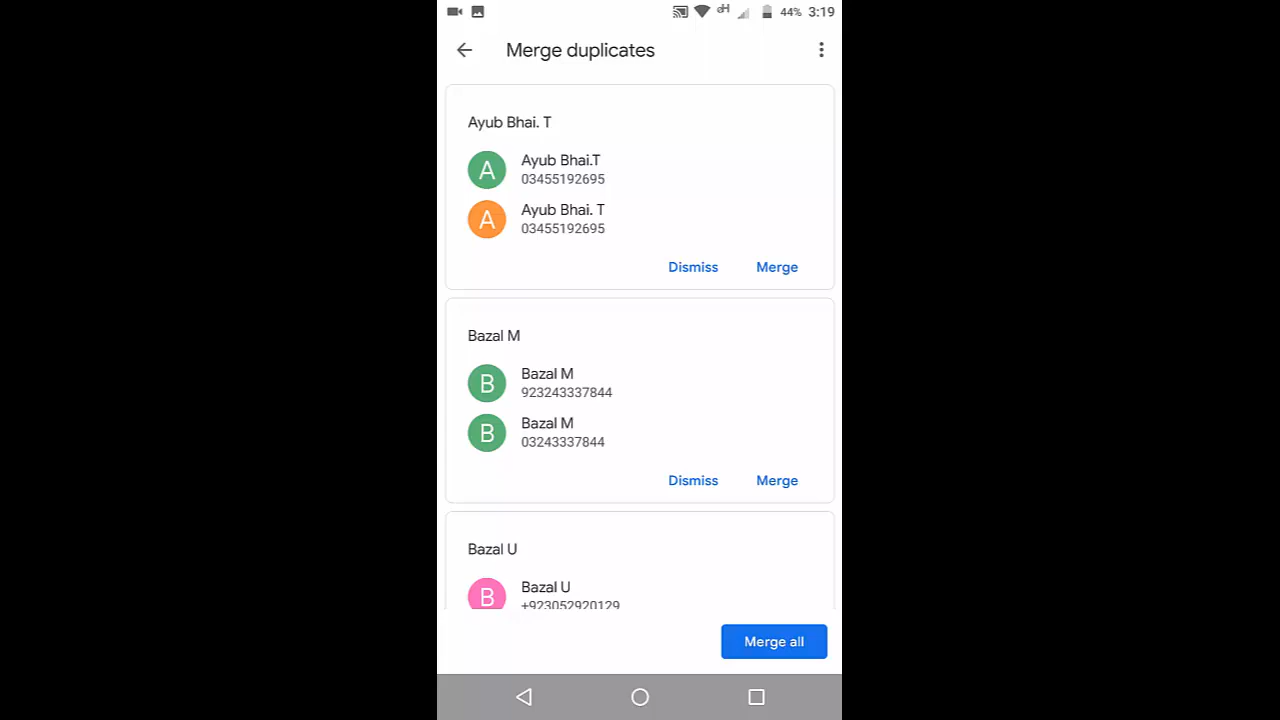 44% 3:19
Merge duplicates
Ayub Bhai. T
A
Ayub Bhai.T
03455192695
A
Ayub Bhai. T
03455192695
Dismiss Merge
Bazal M
B
Bazal M
923243337844
B
Bazal M
03243337844
Dismiss Merge
Bazal U
B
Bazal U
+923052920129
Merge all